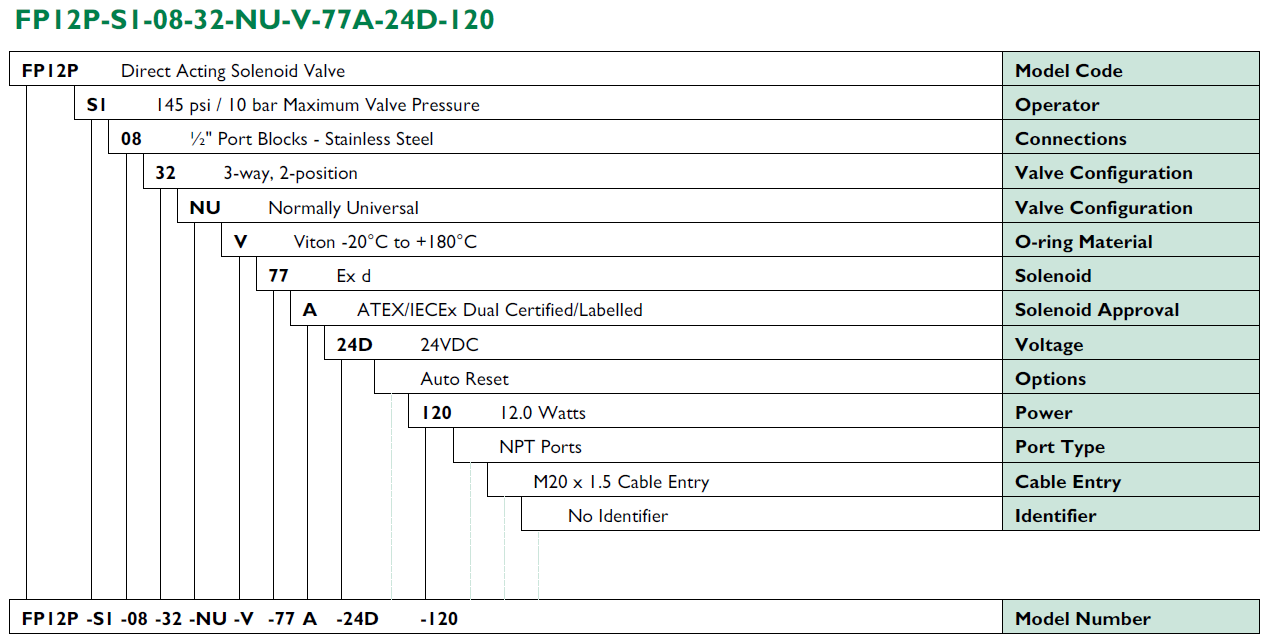 FP12P-S1-08-32-NU-V-77A-24D-120
FP12P Direct Acting Solenoid Valve Model Code
S1 145 psi / 10 bar Maximum Valve Pressure Operator
08 ½" Port Blocks - Stainless Steel Connections
32 3-way, 2-position Valve Configuration
NU Normally Universal Valve Configuration
V Viton -20°C to +180°C O-ring Material
77 Ex d Solenoid
A ATEX/IECEx Dual Certified/Labelled Solenoid Approval
24D 24VDC Voltage
Auto Reset Options
120 12.0 Watts Power
NPT Ports Port Type
M20 x 1.5 Cable Entry Cable Entry
No Identifier Identifier
FP12P -S1 -08 -32 -NU -V -77 A -24D -120 Model Number